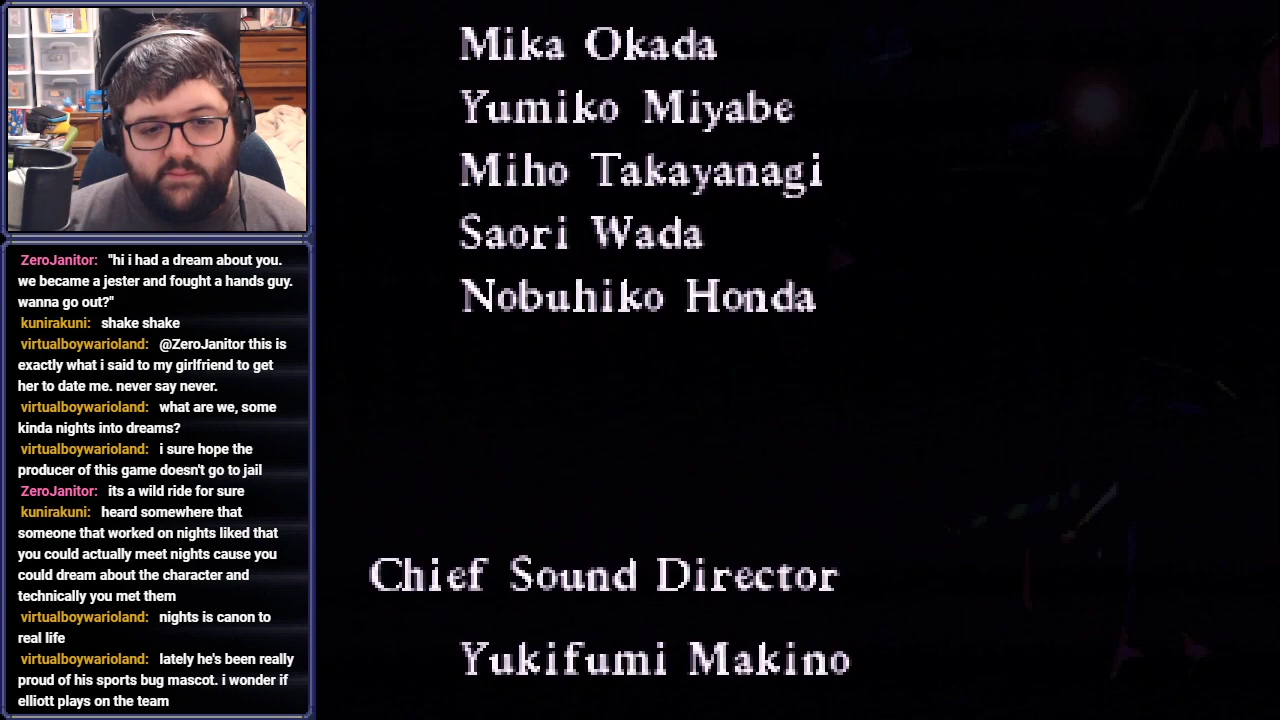 ZeroJanitor: "hi i had a dream about you.
we became a jester and fought a hands guy.
wanna go out?"
kunirakuni: shake shake
virtualboywarioland: @ZeroJanitor this is
exactly what i said to my girlfriend to get
her to date me. never say never.
virtualboywarioland: what are we, some
kinda nights into dreams?
virtualboywarioland: i sure hope the
producer of this game doesn't go to jail
ZeroJanitor: its a wild ride for sure
kunirakuni: heard somewhere that
someone that worked on nights liked that
you could actually meet nights cause you
could dream about the character and
technically you met them
virtualboywarioland: nights is canon to
real life
virtualboywarioland: lately he's been really
proud of his sports bug mascot. i wonder if
elliott plays on the team
Mika Okada
Yumiko Miyabe
Miho Takayanagi
Saori Wada
Nobuhiko Honda
Chief Sound Director
Yukifumi Makino